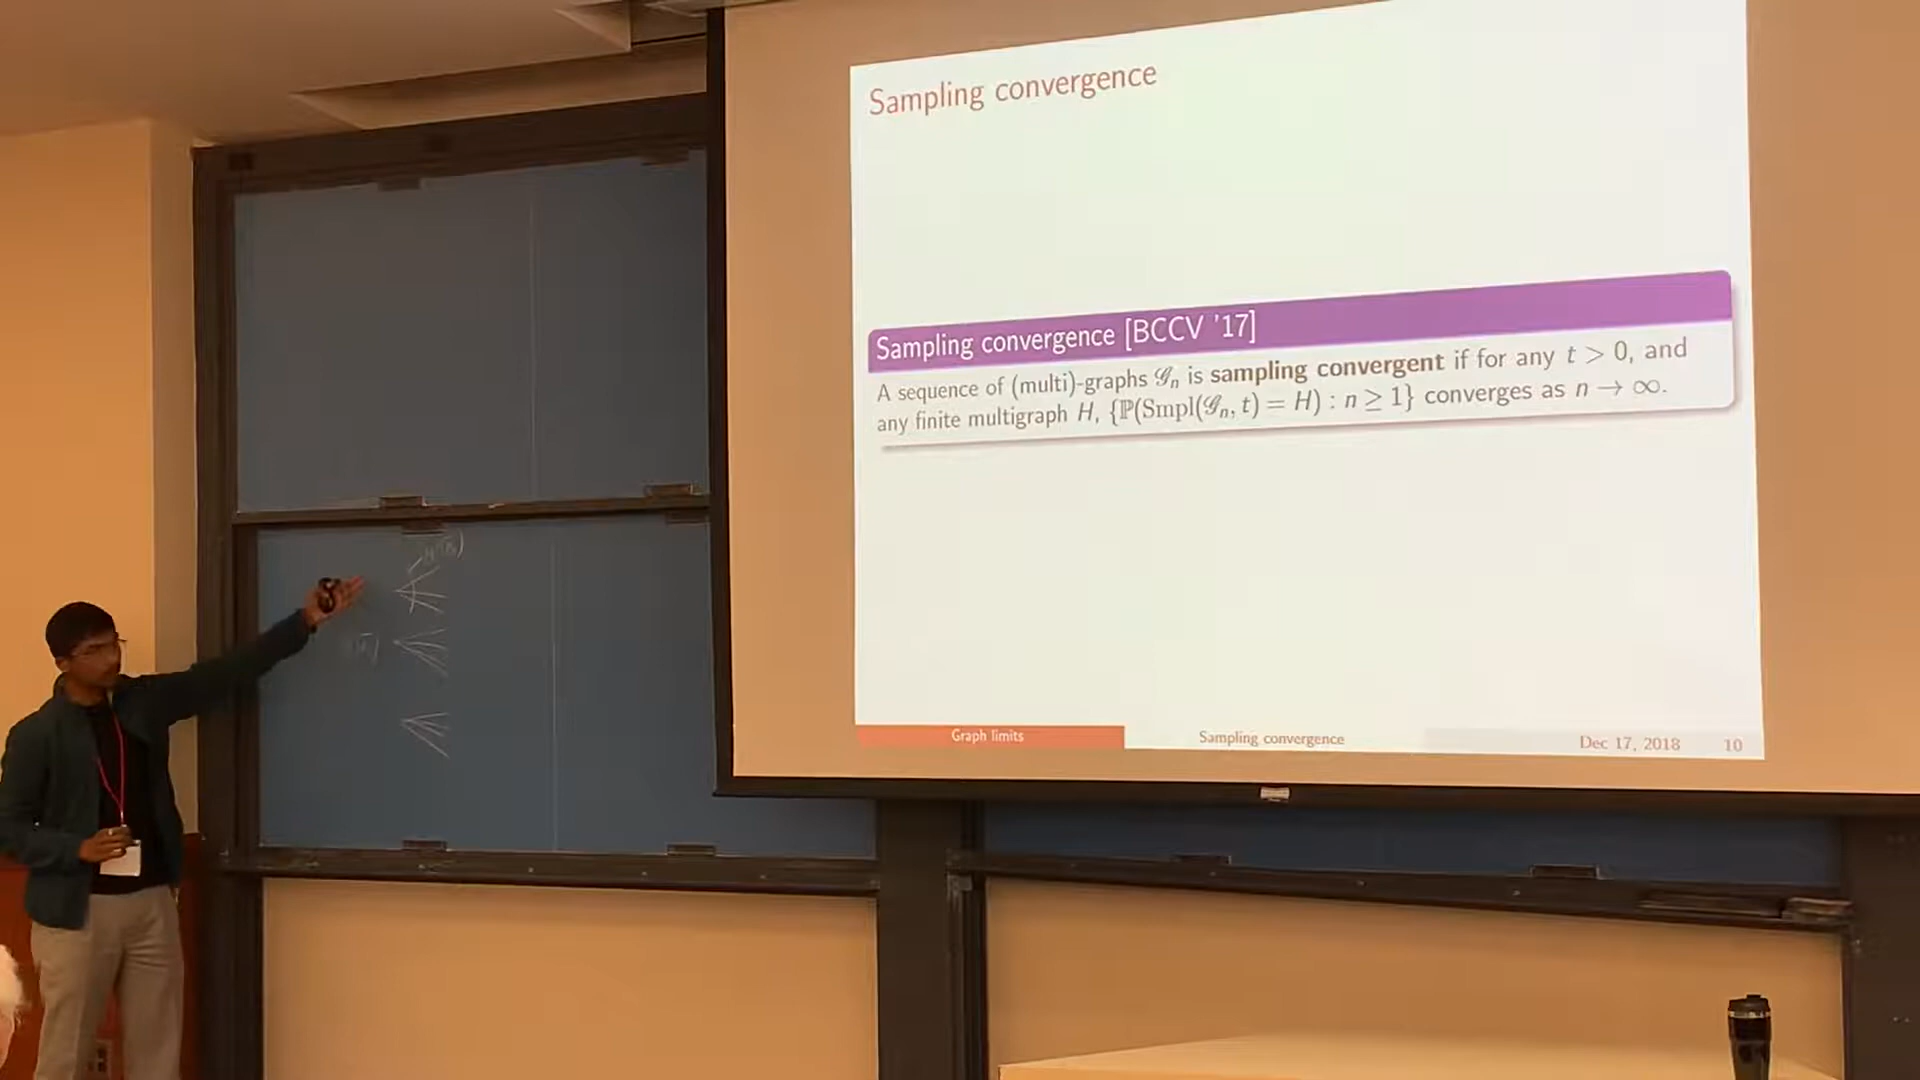 Sampling convergence
Sampling convergence [BCCV '17]
A sequence of (multi)-graphs 𝒢ₙ is sampling convergent if for any t > 0, and
any finite multigraph H, {ℙ(Smpl(𝒢ₙ, t) = H) : n ≥ 1} converges as n → ∞.
Graph limits
Sampling convergence
Dec 17, 2018
10